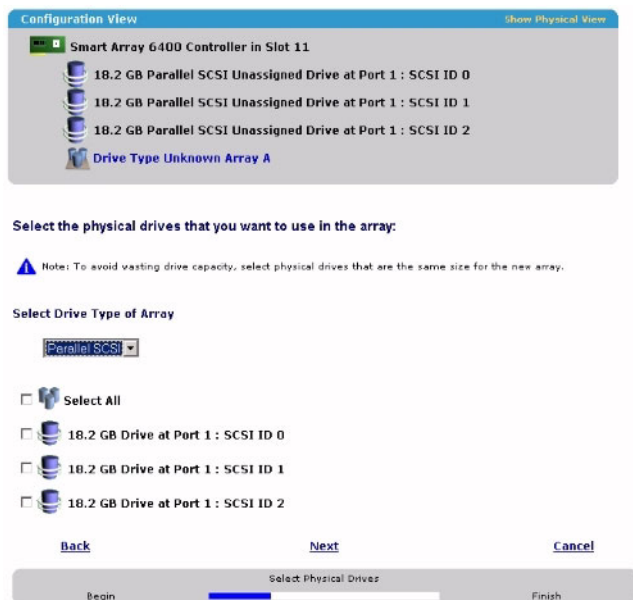 Configuration View Show Physical View
Smart Array 6400 Controller in Slot 11
18.2 GB Parallel SCSI Unassigned Drive at Port 1 : SCSI ID 0
18.2 GB Parallel SCSI Unassigned Drive at Port 1 : SCSI ID 1
18.2 GB Parallel SCSI Unassigned Drive at Port 1 : SCSI ID 2
Drive Type Unknown Array A
Select the physical drives that you want to use in the array:
Note: To avoid wasting drive capacity, select physical drives that are the same size for the new array.
Select Drive Type of Array
Parallel SCSI
Select All
18.2 GB Drive at Port 1 : SCSI ID 0
18.2 GB Drive at Port 1 : SCSI ID 1
18.2 GB Drive at Port 1 : SCSI ID 2
Back Next Cancel
Select Physical Drives
Begin Finish